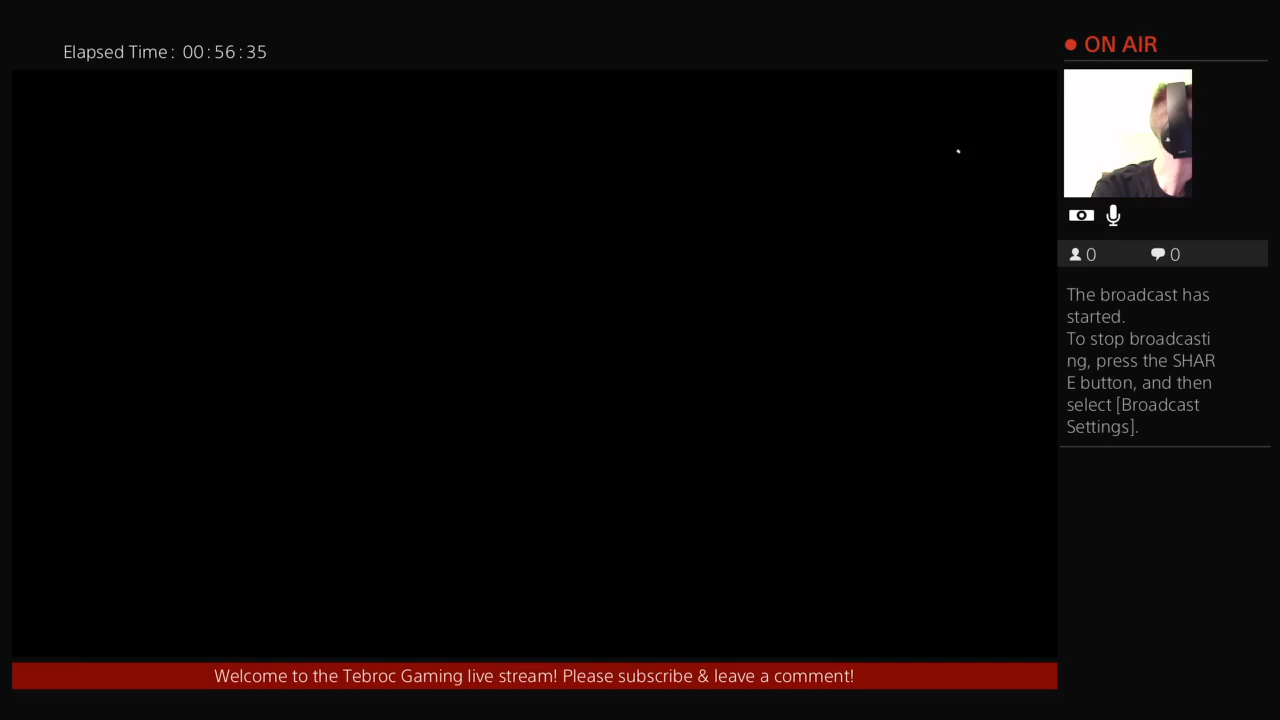 Elapsed Time: 00:56:35
ON AIR
0 0
The broadcast has
started.
To stop broadcasti
ng, press the SHAR
E button, and then
select [Broadcast
Settings].
Welcome to the Tebroc Gaming live stream! Please subscribe & leave a comment!